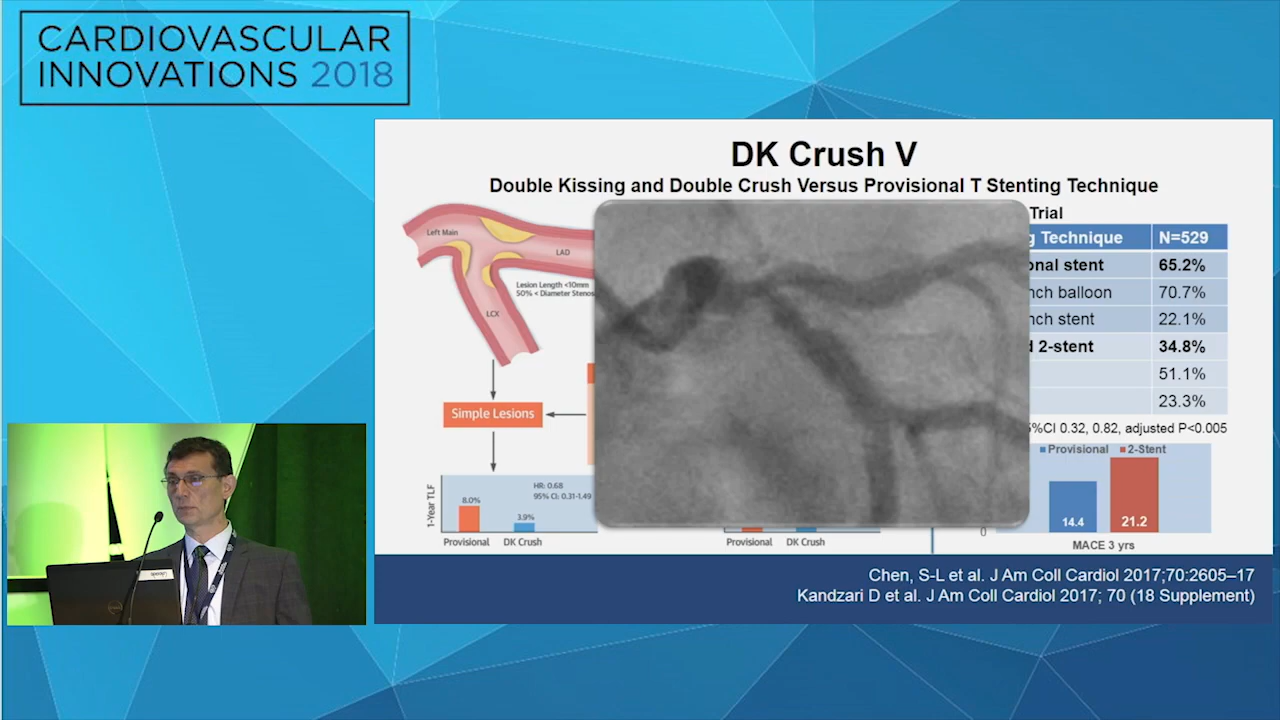 CARDIOVASCULAR
INNOVATIONS 2018
DK Crush V
Double Kissing and Double Crush Versus Provisional T Stenting Technique
Left Main
LAD
Lesion Length <10mm
50% < Diameter
LCX
Simple Lesions
1-Year TLF
HR: 0.68
95% CI: 0.31-1.49
8.0%
3.9%
Provisional DK Crush
Provisional DK Crush
Trial
Technique N=529
stent 65.2%
balloon 70.7%
stent 22.1%
2-stent 34.8%
51.1%
23.3%
%CI 0.32, 0.82, adjusted P<0.005
Provisional 2-Stent
14.4 21.2
0
MACE 3 yrs
Chen, S-L et al. J Am Coll Cardiol 2017;70:2605–17
Kandzari D et al. J Am Coll Cardiol 2017; 70 (18 Supplement)